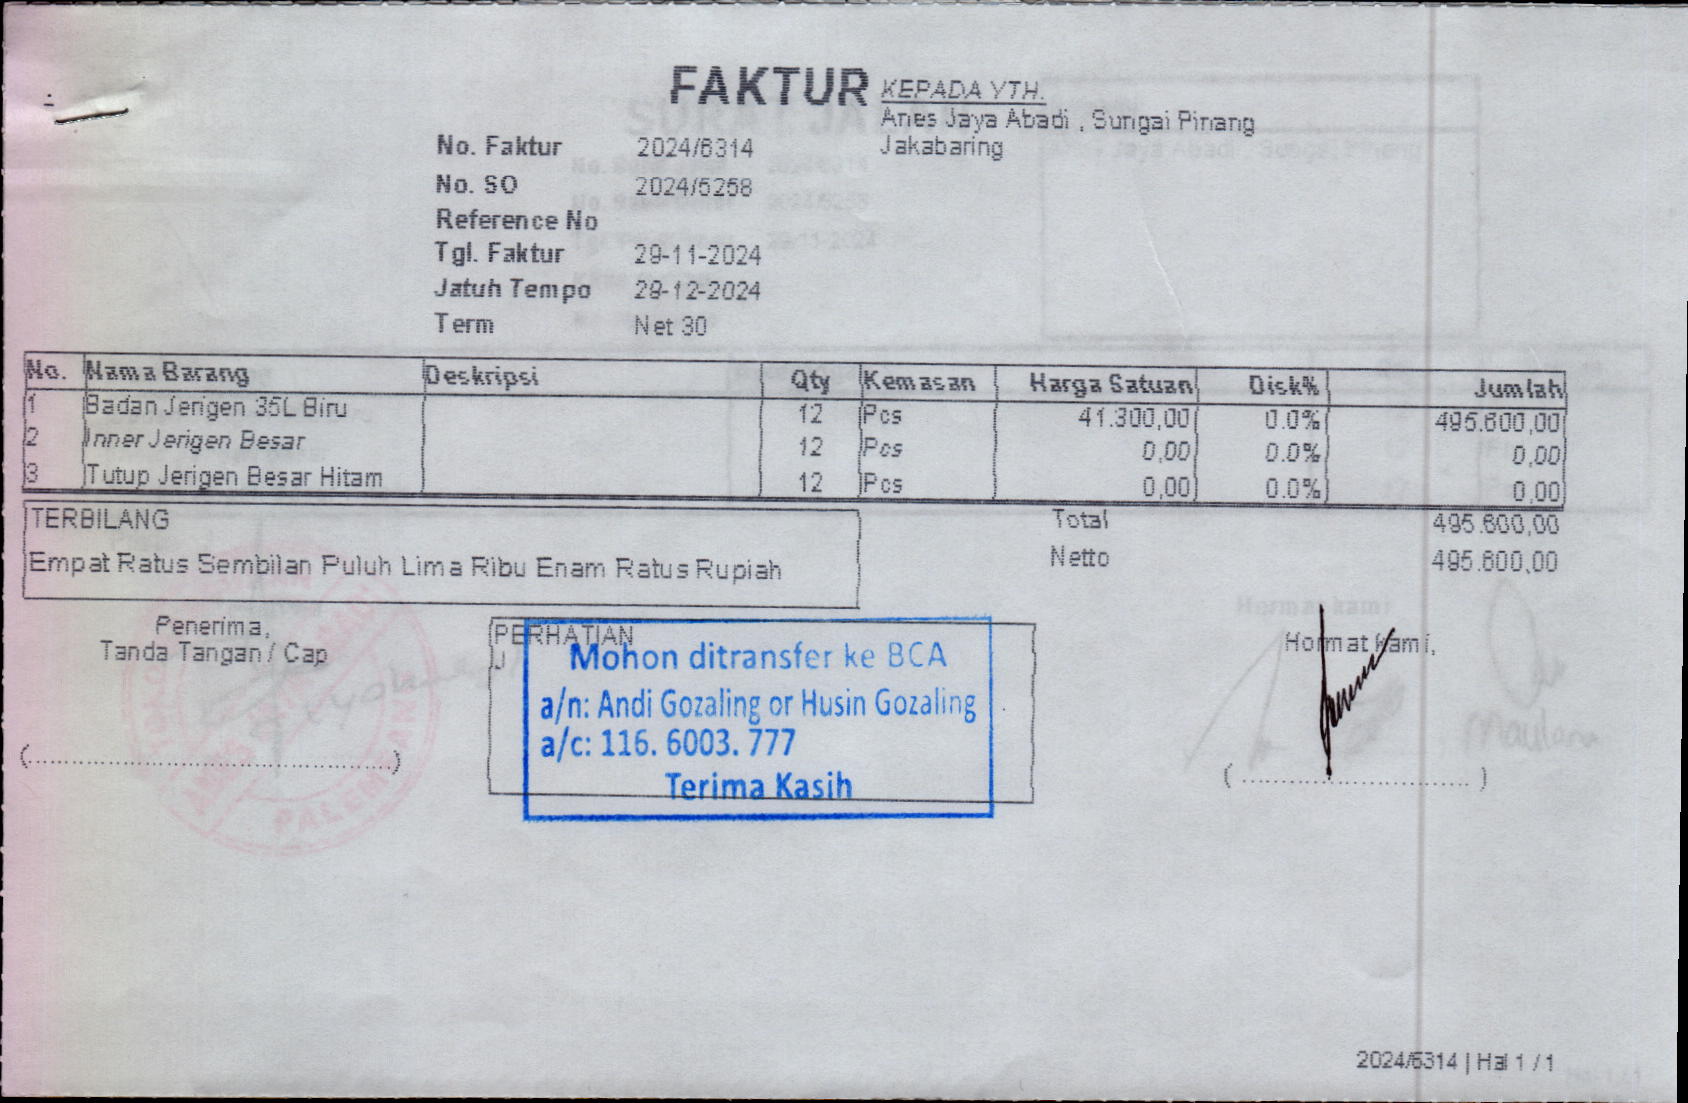 FAKTUR
KEPADA YTH.
Aries Jaya Abadi , Sungai Pinang
Jakabaring
No. Faktur 2024/6314
No. SO 2024/5258
Reference No
Tgl. Faktur 29-11-2024
Jatuh Tempo 29-12-2024
Term Net 30
No. Nama Barang Deskripsi Qty Kemasan Harga Satuan Disk% Jumlah
1 Badan Jerigen 35L Biru 12 Pcs 41.300,00 0.0% 495.600,00
2 Inner Jerigen Besar 12 Pcs 0,00 0.0% 0,00
3 Tutup Jerigen Besar Hitam 12 Pcs 0,00 0.0% 0,00
TERBILANG
Empat Ratus Sembilan Puluh Lima Ribu Enam Ratus Rupiah
Total 495.600,00
Netto 495.600,00
Penerima,
Tanda Tangan / Cap
(..........................................................)
PERHATIAN
J
Mohon ditransfer ke BCA
a/n: Andi Gozaling or Husin Gozaling
a/c: 116. 6003. 777
Terima Kasih
Hormat kami,
( .................................... )
Maulana
PALEMBANG
2024/6314 | Hal 1 / 1